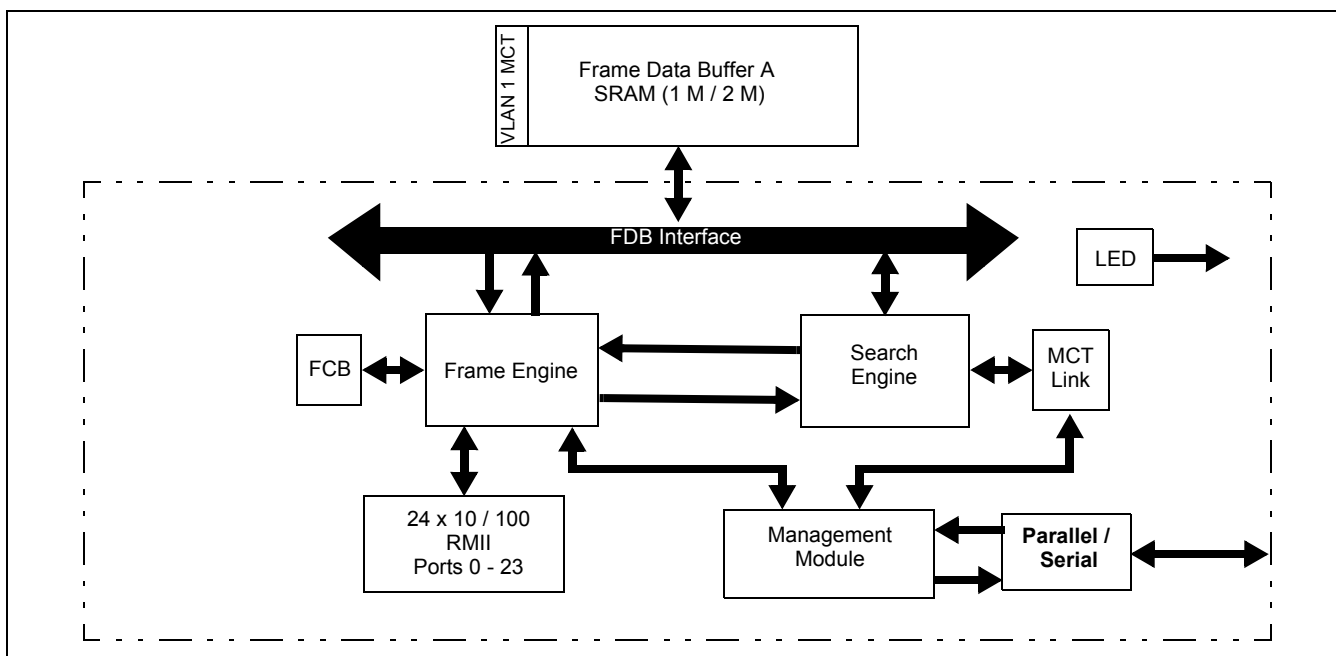 VLAN 1 MCT
Frame Data Buffer A
SRAM (1 M / 2 M)
FDB Interface
LED
FCB
Frame Engine
Search
Engine
MCT
Link
24 x 10 / 100
RMII
Ports 0 - 23
Management
Module
Parallel /
Serial